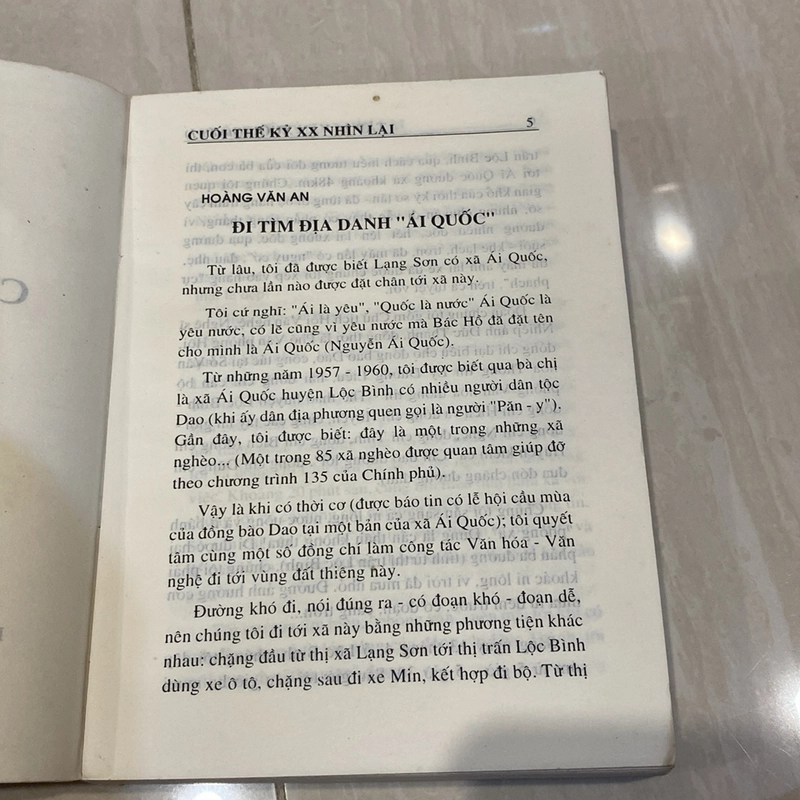 CUỐI THẾ KỶ XX NHÌN LẠI 5
HOÀNG VĂN AN
ĐI TÌM ĐỊA DANH "ÁI QUỐC"
Từ lâu, tôi đã được biết Lạng Sơn có xã Ái Quốc,
nhưng chưa lần nào được đặt chân tới xã này.
Tôi cứ nghĩ: "Ái là yêu", "Quốc là nước" Ái Quốc là
yêu nước, có lẽ cũng vì yêu nước mà Bác Hồ đã đặt tên
cho mình là Ái Quốc (Nguyễn Ái Quốc).
Từ những năm 1957 - 1960, tôi được biết qua bà chị
là xã Ái Quốc huyện Lộc Bình có nhiều người dân tộc
Dao (khi ấy dân địa phương quen gọi là người "Păn - y").
Gần đây, tôi được biết: đây là một trong những xã
nghèo... (Một trong 85 xã nghèo được quan tâm giúp đỡ
theo chương trình 135 của Chính phủ).
Vậy là khi có thời cơ (được báo tin có lễ hội cầu mùa
của đồng bào Dao tại một bản của xã Ái Quốc); tôi quyết
tâm cùng một số đồng chí làm công tác Văn hóa - Văn
nghệ đi tới vùng đất thiêng này.
Đường khó đi, nói đúng ra - có đoạn khó - đoạn dễ,
nên chúng tôi đi tới xã này bằng những phương tiện khác
nhau: chặng đầu từ thị xã Lạng Sơn tới thị trấn Lộc Bình
dùng xe ô tô, chặng sau đi xe Min, kết hợp đi bộ. Từ thị